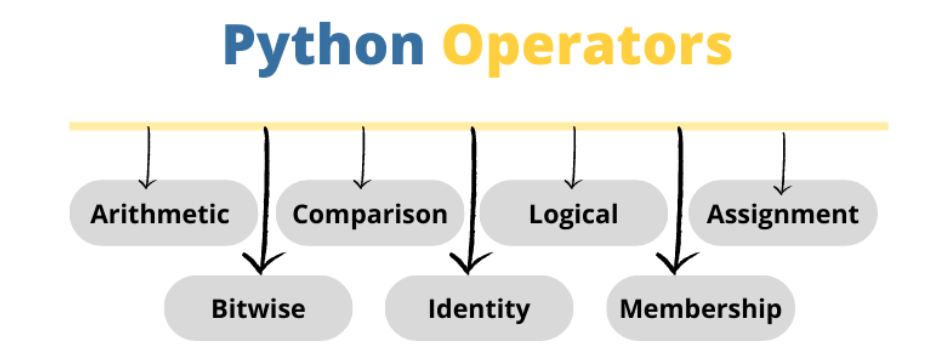 Python Operators
Arithmetic
Comparison
Logical
Assignment
Bitwise
Identity
Membership